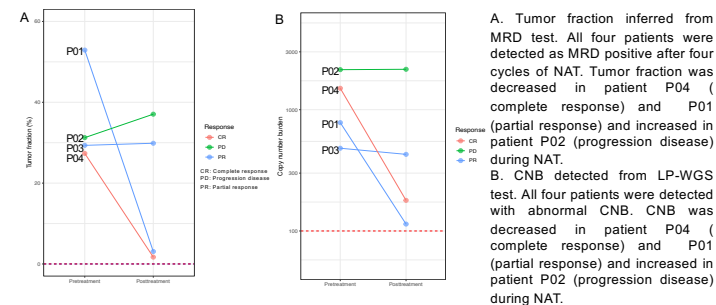 A
60
40
20
0
Tumor fraction (%)
P01
P02
P03
P04
Pretreatment
Posttreatment
Response
CR
PD
PR
CR: Complete response
PD: Progression disease
PR: Partial response
B
3000
1000
300
100
Copy number burden
P02
P04
P01
P03
Pretreatment
Posttreatment
Response
CR
PD
PR
A. Tumor fraction inferred from
MRD test. All four patients were
detected as MRD positive after four
cycles of NAT. Tumor fraction was
decreased in patient P04 (
complete response) and P01
(partial response) and increased in
patient P02 (progression disease)
during NAT.
B. CNB detected from LP-WGS
test. All four patients were detected
with abnormal CNB. CNB was
decreased in patient P04 (
complete response) and P01
(partial response) and increased in
patient P02 (progression disease)
during NAT.